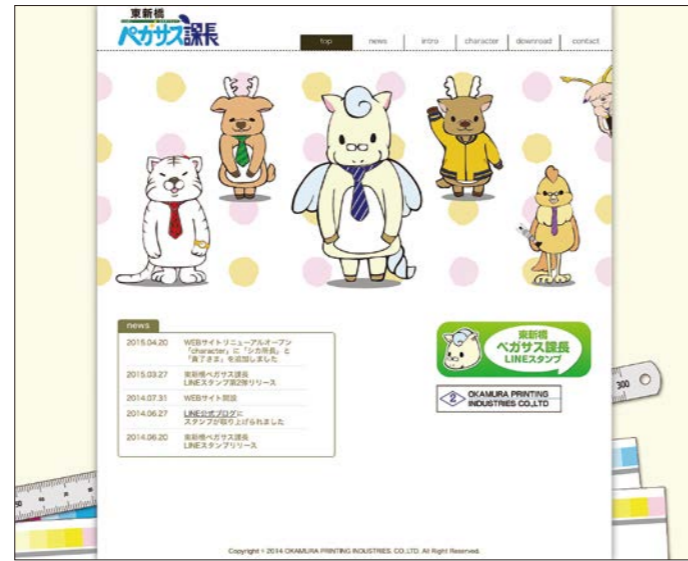 東新橋
ペガサス課長
top
news
intro
character
downroad
contact
news
2015.04.20
WEBサイトリニューアルオープン
「character」に「シカ所長」と
「貴丁さま」を追加しました
2015.03.27
東新橋ペガサス課長
LINEスタンプ第2弾リリース
2014.07.31
WEBサイト開設
2014.06.27
LINE公式ブログに
スタンプが取り上げられました
2014.06.20
東新橋ペガサス課長
LINEスタンプリリース
東新橋
ペガサス課長
LINEスタンプ
2
OKAMURA PRINTING
INDUSTRIES CO.,LTD
300
Copyright © 2014 OKAMURA PRINTING INDUSTRIES. CO.,LTD. All Right Reserved.